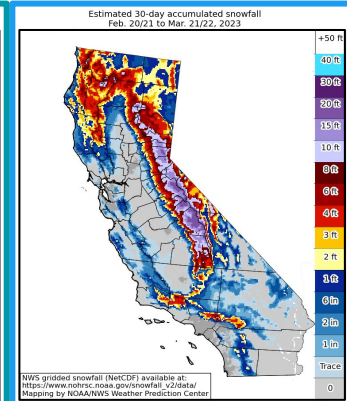 Estimated 30-day accumulated snowfall
Feb. 20/21 to Mar. 21/22, 2023
+50 ft
40 ft
30 ft
20 ft
15 ft
10 ft
8 ft
6 ft
4 ft
3 ft
2 ft
1 ft
6 in
2 in
1 in
Trace
0
NWS gridded snowfall (NetCDF) available at:
https://www.nohrsc.noaa.gov/snowfall_v2/data/
Mapping by NOAA/NWS Weather Prediction Center